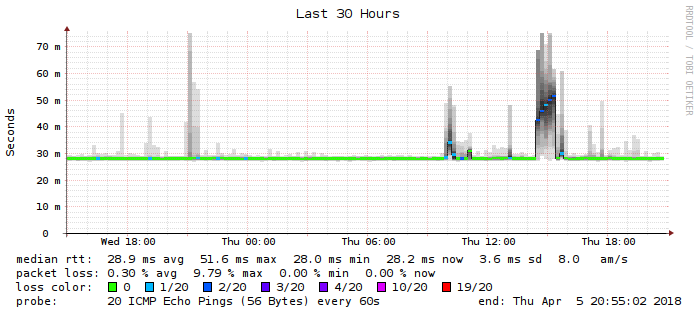 Last 30 Hours
RRDTOOL / TOBI OETIKER
Seconds
70 m
60 m
50 m
40 m
30 m
20 m
10 m
0
Wed 18:00 Thu 00:00 Thu 06:00 Thu 12:00 Thu 18:00
median rtt: 28.9 ms avg 51.6 ms max 28.0 ms min 28.2 ms now 3.6 ms sd 8.0 am/s
packet loss: 0.30 % avg 9.79 % max 0.00 % min 0.00 % now
loss color: 0 1/20 2/20 3/20 4/20 10/20 19/20
probe: 20 ICMP Echo Pings (56 Bytes) every 60s end: Thu Apr 5 20:55:02 2018